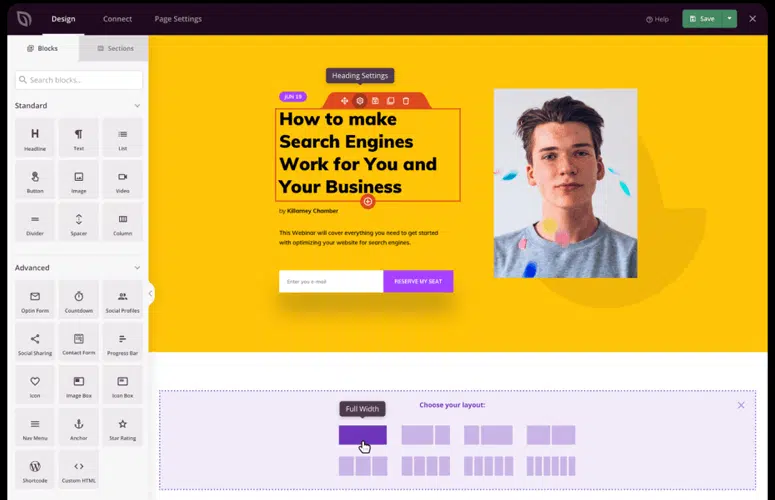 Design
Connect
Page Settings
Help
Save
Blocks
Sections
Search blocks...
Standard
Headline
Text
List
Button
Image
Video
Divider
Spacer
Column
Advanced
Optin Form
Countdown
Social Profiles
Social Sharing
Contact Form
Progress Bar
Icon
Image Box
Icon Box
Nav Menu
Anchor
Star Rating
Shortcode
Custom HTML
Heading Settings
JUN 19
How to make
Search Engines
Work for You and
Your Business
by Killarney Chamber
This Webinar will cover everything you need to get started
with optimizing your website for search engines.
Enter you e-mail
RESERVE MY SEAT
Choose your layout:
Full Width